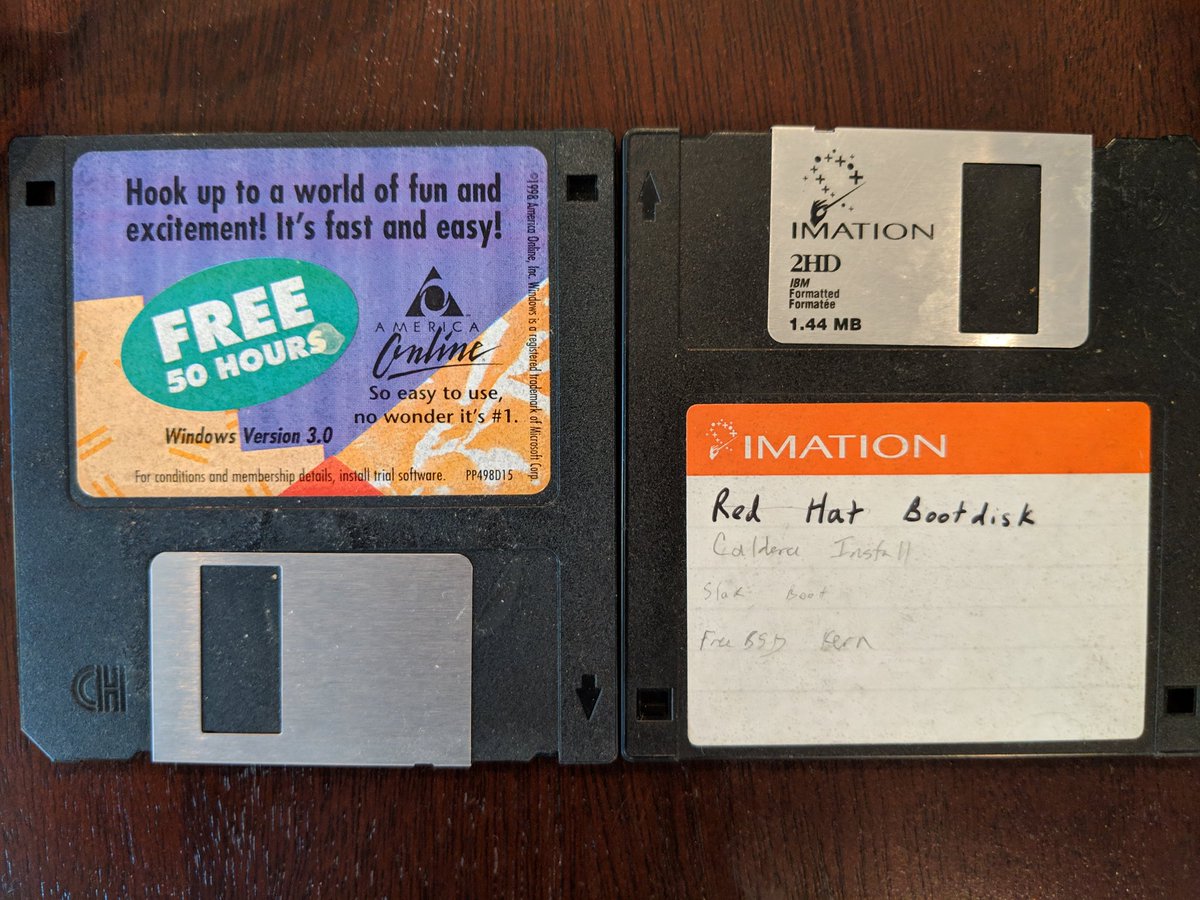 Hook up to a world of fun and
excitement! It's fast and easy!
FREE
50 HOURS
AMERICA
Online
So easy to use,
no wonder it's #1.
Windows Version 3.0
For conditions and membership details, install trial software. PP498D15
©1998 America Online, Inc. Windows is a registered trademark of Microsoft Corp.
CH
IMATION
2HD
IBM
Formatted
Formatée
1.44 MB
IMATION
Red Hat Bootdisk
Caldera Install
Slak Boot
Free BSD Kern